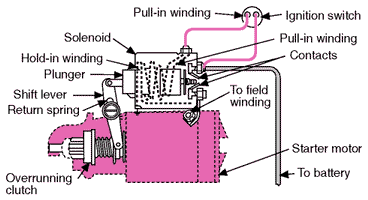 Pull-in winding
Ignition switch
Solenoid
Pull-in winding
Hold-in winding
Contacts
Plunger
Shift lever
To field
winding
Return spring
Starter motor
Overrunning
clutch
To battery